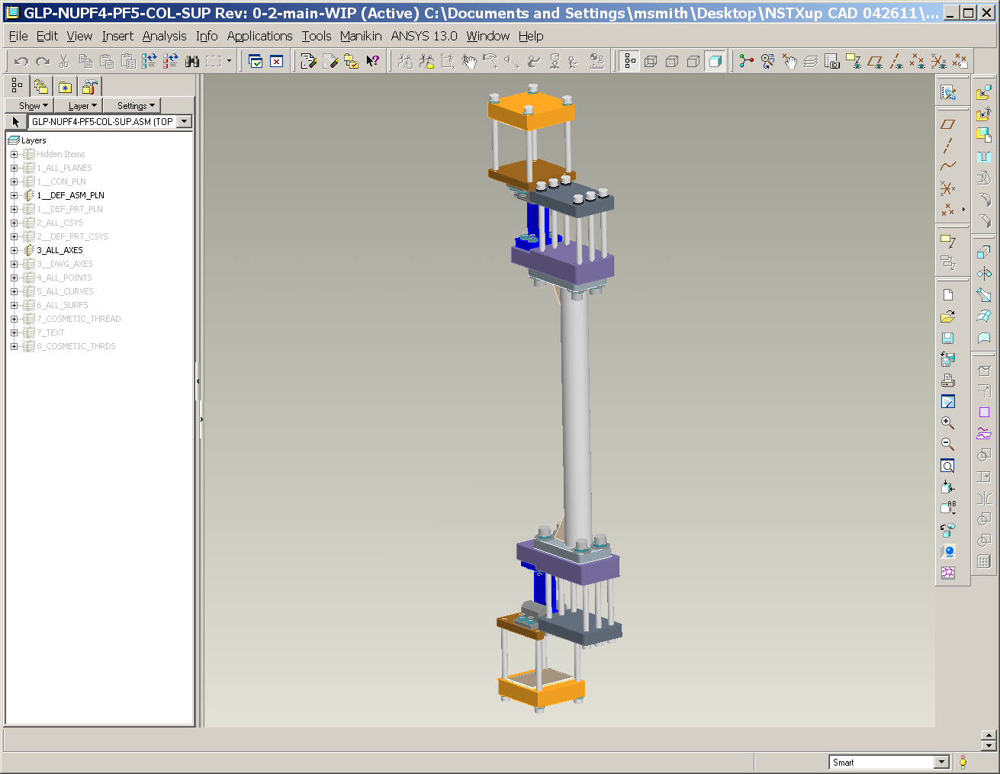 GLP-NUPF4-PF5-COL-SUP Rev: 0-2-main-WIP (Active) C:\Documents and Settings\msmith\Desktop\NSTXup CAD 042611\...
File Edit View Insert Analysis Info Applications Tools Manikin ANSYS 13.0 Window Help
Show Layer Settings
GLP-NUPF4-PF5-COL-SUP.ASM (TOP
Layers
Hidden Items
1_ALL_PLANES
1__CON_PLN
1__DEF_ASM_PLN
1__DEF_PRT_PLN
2_ALL_CSYS
2__DEF_PRT_CSYS
3_ALL_AXES
3__DWG_AXES
4_ALL_POINTS
5_ALL_CURVES
6_ALL_SURFS
7_COSMETIC_THREAD
7_TEXT
8_COSMETIC_THRDS
AB
Smart